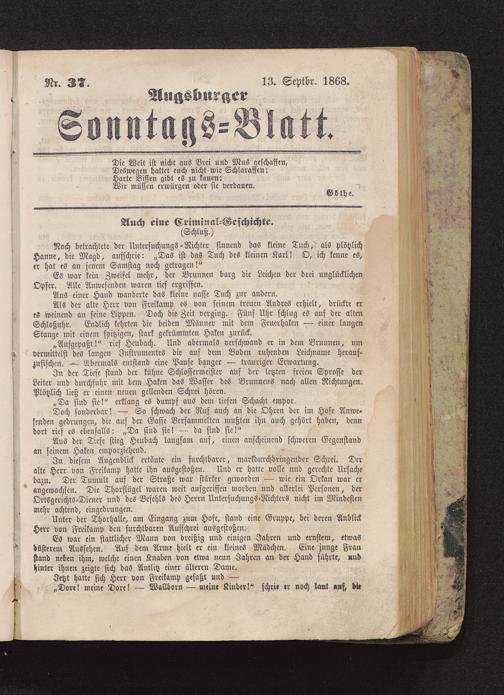 Nr. 37.
13. Septbr. 1868.
Augsburger
Sonntags=Blatt.
Die Welt ist nicht aus Brei und Mus geschaffen,
Deswegen haltet euch nicht wie Schlaraffen;
Harte Bissen gibt es zu kauen:
Wir müssen erwürgen oder sie verdauen.
Göthe.
Auch eine Criminal=Geschichte.
(Schluß.)
Noch betrachtete der Untersuchungs=Richter sinnend das kleine Tuch, als plötzlich
Hanne, die Magd, aufschrie: „Das ist das Tuch des kleinen Karl! O, ich kenne es,
er hat es an jenem Samstag noch getragen!"
Es war kein Zweifel mehr, der Brunnen barg die Leichen der drei unglücklichen
Opfer. Alle Anwesenden waren tief ergriffen.
Aus einer Hand wanderte das kleine nasse Tuch zur andern.
Als der alte Herr von Freikamp es von seinem treuen Andres erhielt, drückte er
es weinend an seine Lippen. Doch die Zeit verging. Fünf Uhr schlug es auf der alten
Schloßuhr. Endlich kehrten die beiden Männer mit dem Feuerhaken — einer langen
Stange mit einem spitzigen, stark gekrümmten Haken zurück.
„Aufgepaßt!" rief Heubach. Und abermals verschwand er in dem Brunnen, um
vermittelst des langen Instrumentes die auf dem Boden ruhenden Leichname herauf=
zufischen. — Abermals entstand eine Pause banger — trauriger Erwartung.
In der Tiefe stand der kühne Schlossermeister auf der letzten freien Sprosse der
Leiter und durchfuhr mit dem Haken das Wasser des Brunnens nach allen Richtungen.
Plötzlich ließ er einen neuen gellenden Schrei hören.
„Da sind sie!" erklang es dumpf aus dem tiefen Schacht empor.
Doch sonderbar! — So schwach der Ruf auch an die Ohren der im Hofe Anwe=
senden gedrungen, die auf der Gasse Versammelten mußten ihn auch gehört haben, denn
dort rief es ebenfalls: „Da sind sie! — da sind sie!"
Aus der Tiefe stieg Heubach langsam auf, einen anscheinend schweren Gegenstand
an seinem Haken emporziehend.
In diesem Augenblick ertönte ein furchtbarer, markdurchdringender Schrei. Der
alte Herr von Freikamp hatte ihn ausgestoßen. Und er hatte volle und gerechte Ursache
dazu. Der Tumult auf der Straße war stärker geworden — wie ein Orkan war er
angewachsen. Die Thorflügel waren weit aufgerissen worden und allerlei Personen, der
Ortsgerichts=Diener und des Befehls des Herrn Untersuchungs=Richters nicht im Mindesten
mehr achtend, eingedrungen.
Unter der Thorhalle, am Eingang zum Hofe, stand eine Gruppe, bei deren Anblick
Herr von Freikamp den furchtbaren Aufschrei ausgestoßen.
Es war ein stattlicher Mann von dreißig und einigen Jahren und ernstem, etwas
düsterem Aussehen. Auf dem Arme hielt er ein kleines Mädchen. Eine junge Frau
stand neben ihm, welche einen Knaben von etwa neun Jahren an der Hand führte, und
hinter ihnen zeigte sich das Antlitz einer älteren Dame.
Jetzt hatte sich Herr von Freikamp gefaßt und —
„Dore! meine Dore! — Wallborn — meine Kinder!" schrie er noch laut auf, die